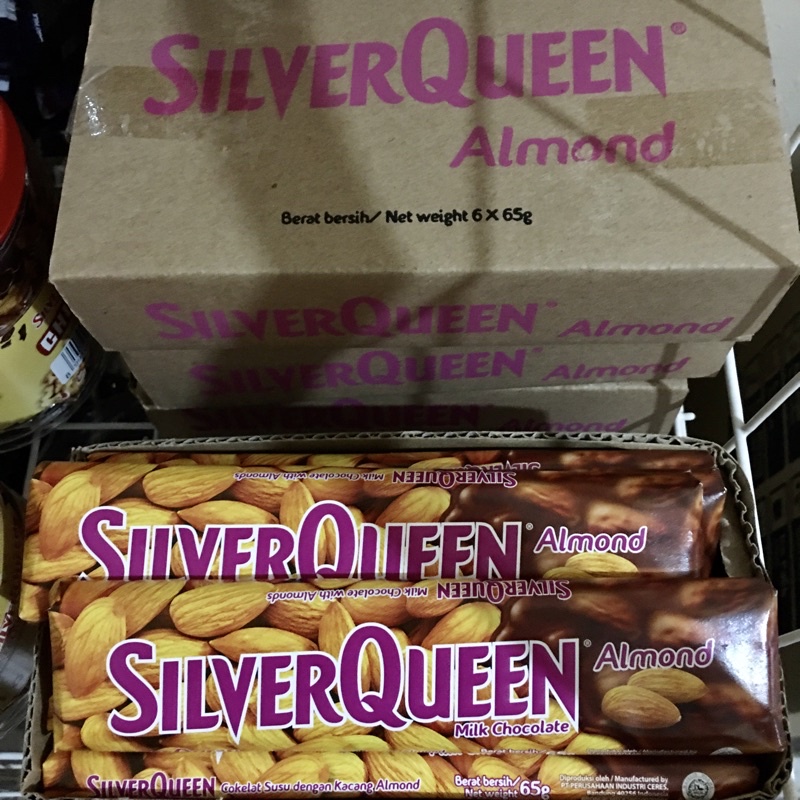 SILVERQUEEN®
Almond
Berat bersih/ Net weight 6 X 65g
SILVERQUEEN® Almond
SILVERQUEEN® Almond
SILVERQUEEN Almond
SILVERQUEEN Milk Chocolate with Almonds
SILVERQUEEN® Almond
SILVERQUEEN Milk Chocolate with Almonds
SILVERQUEEN® Almond
Milk Chocolate
SILVERQUEEN Cokelat Susu dengan Kacang Almond
Berat bersih/
Net weight 65g
Diproduksi oleh / Manufactured by
PT PERUSAHAAN INDUSTRI CERES,